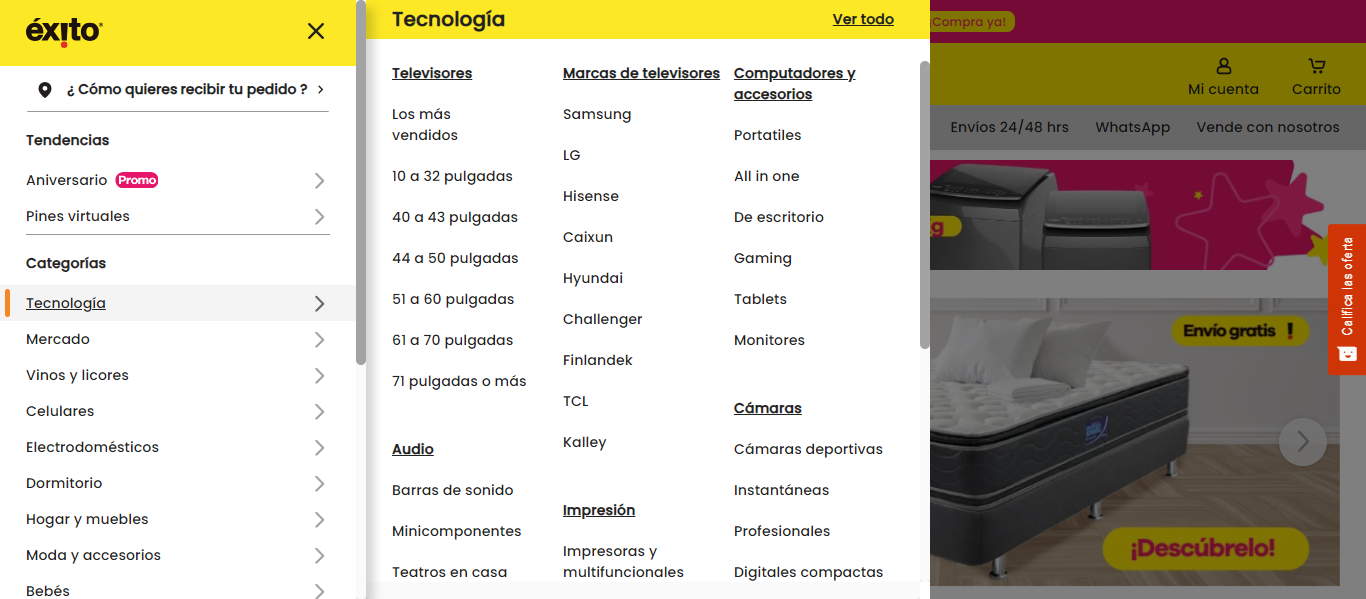 éxito
¿ Cómo quieres recibir tu pedido ?
Tendencias
Aniversario Promo
Pines virtuales
Categorías
Tecnología
Mercado
Vinos y licores
Celulares
Electrodomésticos
Dormitorio
Hogar y muebles
Moda y accesorios
Bebés
Tecnología
Ver todo
Televisores
Los más
vendidos
10 a 32 pulgadas
40 a 43 pulgadas
44 a 50 pulgadas
51 a 60 pulgadas
61 a 70 pulgadas
71 pulgadas o más
Audio
Barras de sonido
Minicomponentes
Teatros en casa
Marcas de televisores
Samsung
LG
Hisense
Caixun
Hyundai
Challenger
Finlandek
TCL
Kalley
Impresión
Impresoras y
multifuncionales
Computadores y
accesorios
Portatiles
All in one
De escritorio
Gaming
Tablets
Monitores
Cámaras
Cámaras deportivas
Instantáneas
Profesionales
Digitales compactas
¡Compra ya!
Mi cuenta
Carrito
Envíos 24/48 hrs
WhatsApp
Vende con nosotros
Califica las oferta
Envío gratis !
¡Descúbrelo!